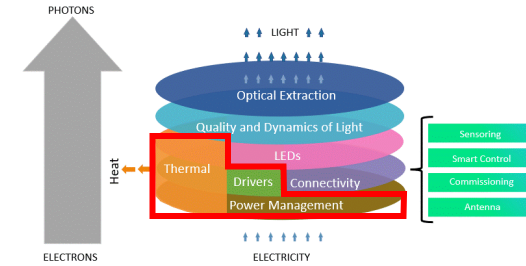 PHOTONS
LIGHT
Optical Extraction
Quality and Dynamics of Light
LEDs
Thermal
Drivers
Connectivity
Power Management
Heat
Sensoring
Smart Control
Commissioning
Antenna
ELECTRONS
ELECTRICITY